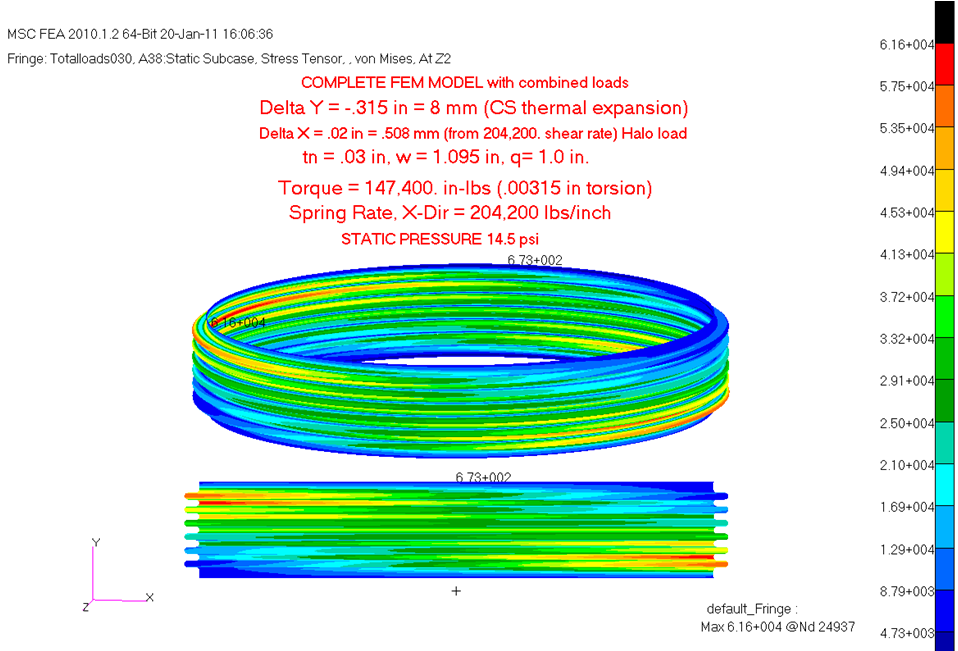 MSC FEA 2010.1.2 64-Bit 20-Jan-11 16:06:36
Fringe: Totalloads030, A38:Static Subcase, Stress Tensor, , von Mises, At Z2
COMPLETE FEM MODEL with combined loads
Delta Y = -.315 in = 8 mm (CS thermal expansion)
Delta X = .02 in = .508 mm (from 204,200. shear rate) Halo load
tn = .03 in, w = 1.095 in, q= 1.0 in.
Torque = 147,400. in-lbs (.00315 in torsion)
Spring Rate, X-Dir = 204,200 lbs/inch
STATIC PRESSURE 14.5 psi
6.73+002
6.16+004
6.73+002
Y
X
Z
6.16+004
5.75+004
5.35+004
4.94+004
4.53+004
4.13+004
3.72+004
3.32+004
2.91+004
2.50+004
2.10+004
1.69+004
1.29+004
8.79+003
4.73+003
default_Fringe :
Max 6.16+004 @Nd 24937